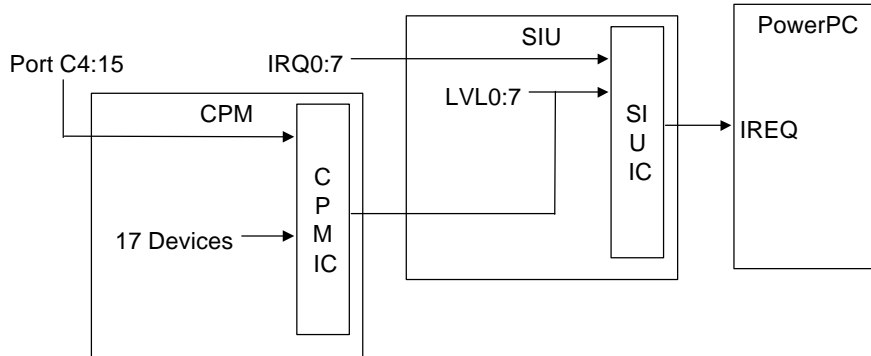 SIU
PowerPC
Port C4:15
IRQ0:7
LVL0:7
CPM
SI
U
IC
IREQ
C
P
M
IC
17 Devices